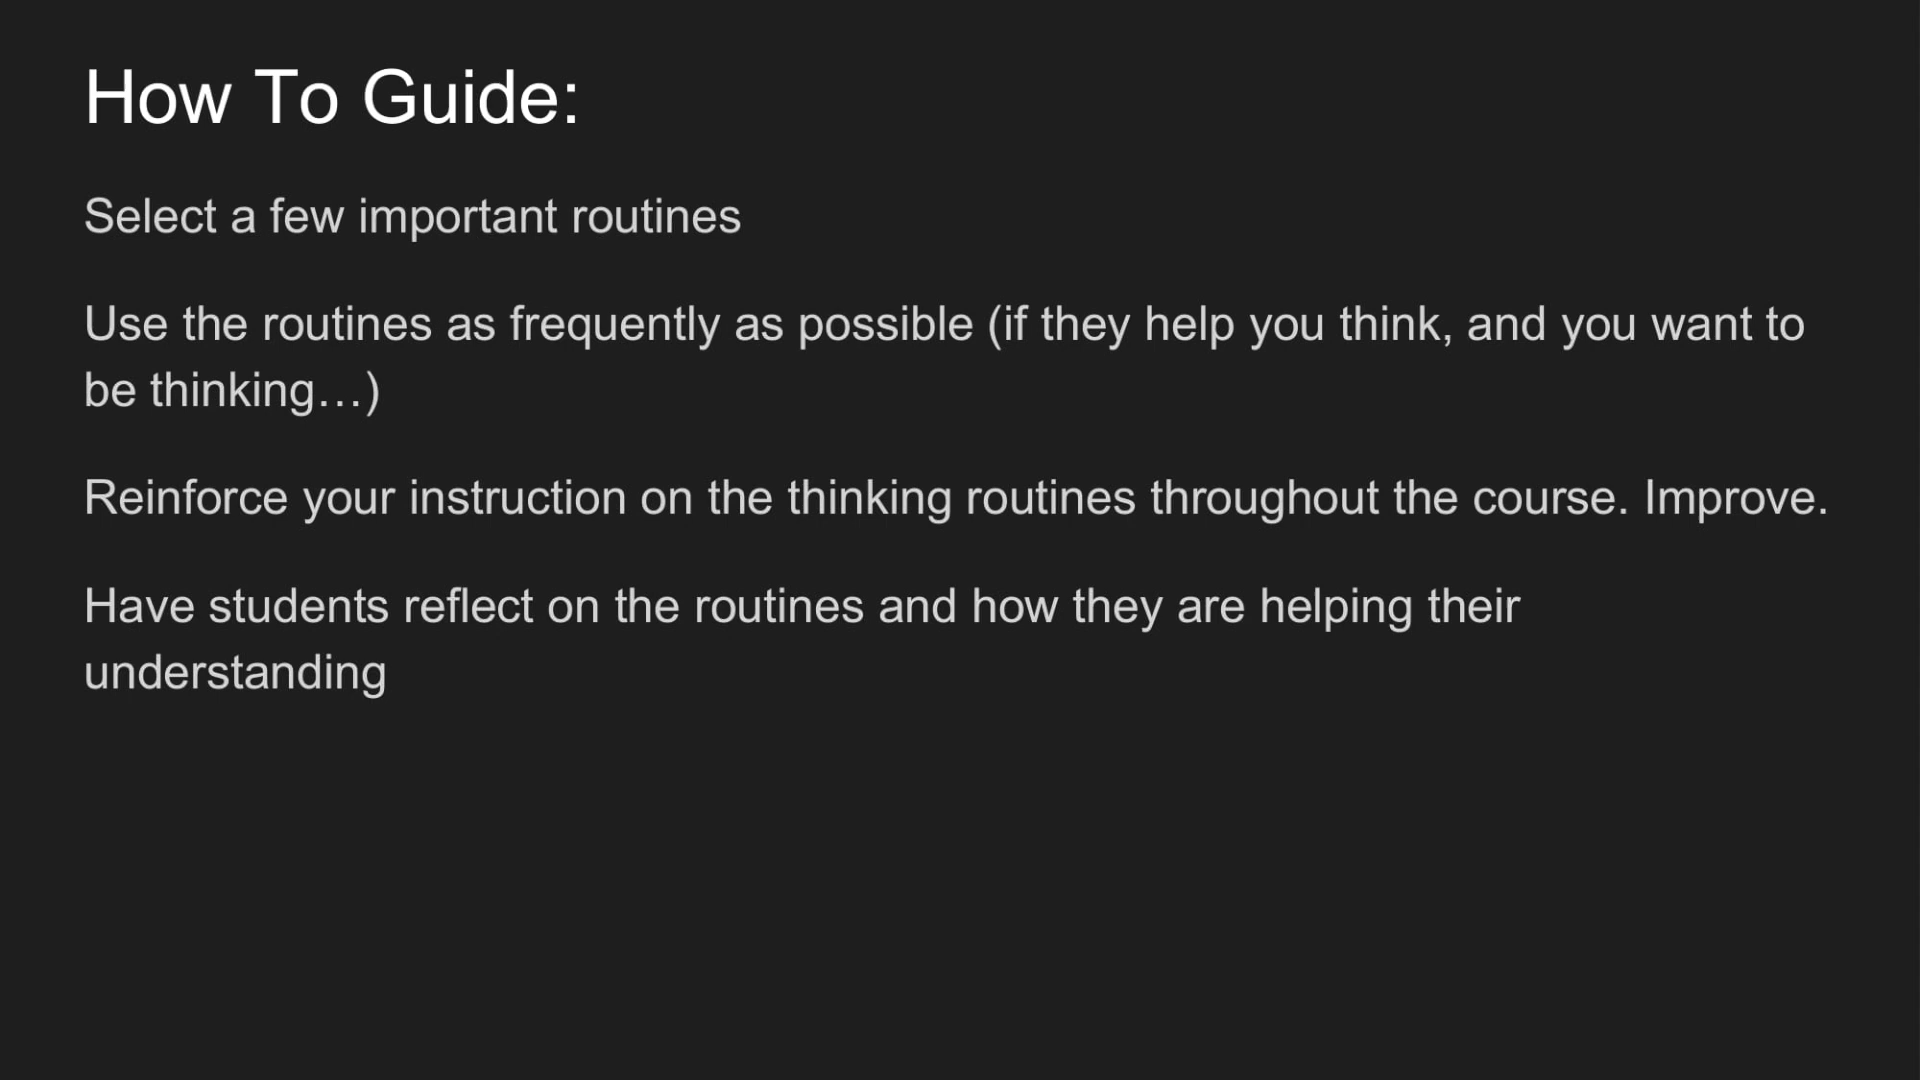 How To Guide:
Select a few important routines
Use the routines as frequently as possible (if they help you think, and you want to
be thinking…)
Reinforce your instruction on the thinking routines throughout the course. Improve.
Have students reflect on the routines and how they are helping their
understanding